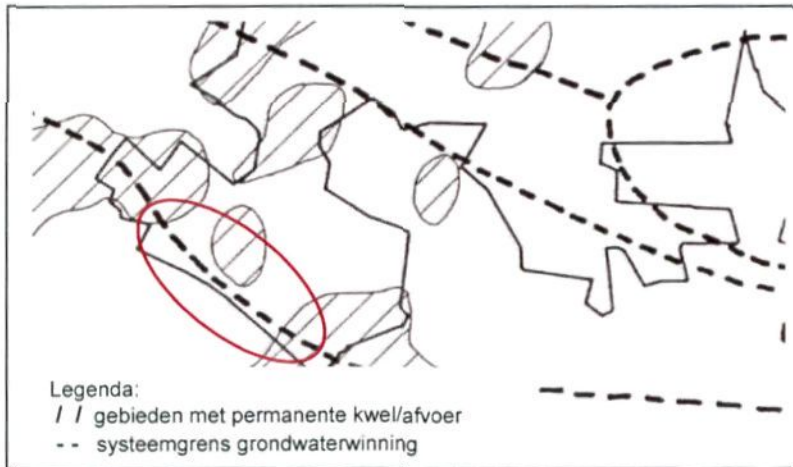 Legenda:
/ / gebieden met permanente kwel/afvoer
-- systeemgrens grondwaterwinning